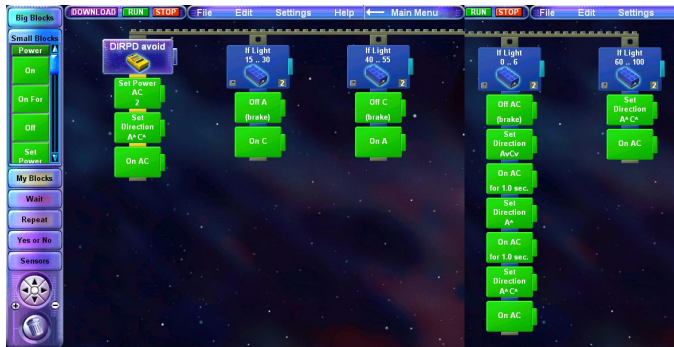 Big Blocks
DOWNLOAD RUN STOP File Edit Settings Help Main Menu
RUN STOP File Edit Settings
Small Blocks
Power
On
On For
Off
Set
Power
My Blocks
Wait
Repeat
Yes or No
Sensors
DIRPD avoid
Set Power
AC
2
Set
Direction
A^ C^
On AC
If Light
15 .. 30
2
Off A
(brake)
On C
If Light
40 .. 55
2
Off C
(brake)
On A
If Light
0 .. 6
2
Off AC
(brake)
Set
Direction
AvCv
On AC
for 1.0 sec.
Set
Direction
A^
On AC
for 1.0 sec.
Set
Direction
A^ C^
On AC
If Light
60 .. 100
2
Set
Direction
A^ C^
On AC